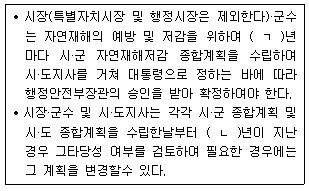 • 시장(특별자치시장 및 행정시장은 제외한다)·군수
는 자연재해의 예방 및 저감을 위하여 ( ㄱ )년
마다 시·군 자연재해저감 종합계획을 수립하여
시·도지사를 거쳐 대통령으로 정하는 바에 따라
행정안전부장관의 승인을 받아 확정하여야 한다.
• 시장·군수 및 시·도지사는 각각 시·군 종합계획 및
시·도 종합계획을 수립한날부터 ( ㄴ )년이 지난
경우 그타당성 여부를 검토하여 필요한 경우에는
그 계획을 변경할수 있다.